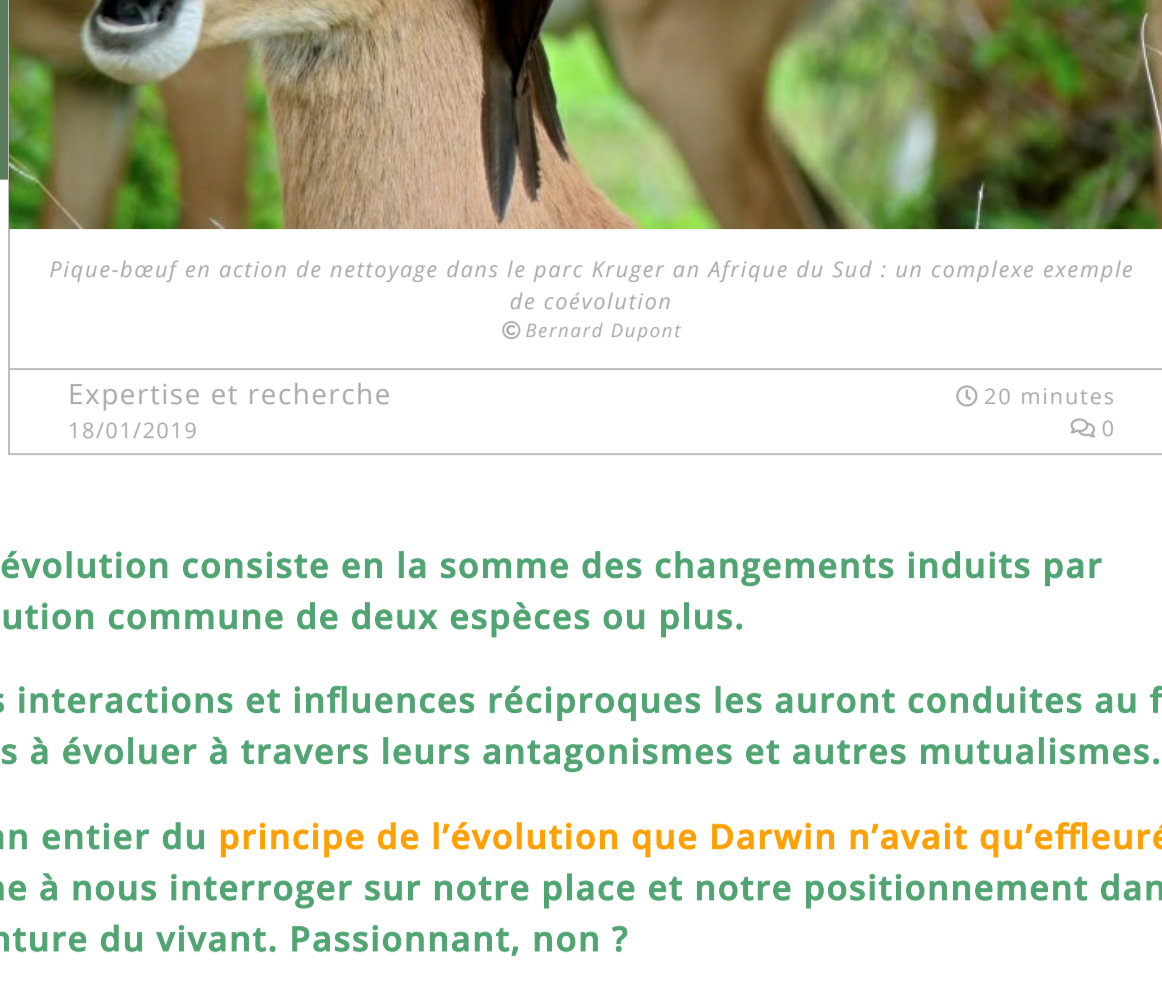 Pique-bœuf en action de nettoyage dans le parc Kruger an Afrique du Sud : un complexe exemple
de coévolution
© Bernard Dupont
Expertise et recherche
20 minutes
18/01/2019
0
évolution consiste en la somme des changements induits par
ution commune de deux espèces ou plus.
s interactions et influences réciproques les auront conduites au f
s à évoluer à travers leurs antagonismes et autres mutualismes.
an entier du principe de l’évolution que Darwin n’avait qu’effleuré
ne à nous interroger sur notre place et notre positionnement dan
nture du vivant. Passionnant, non ?